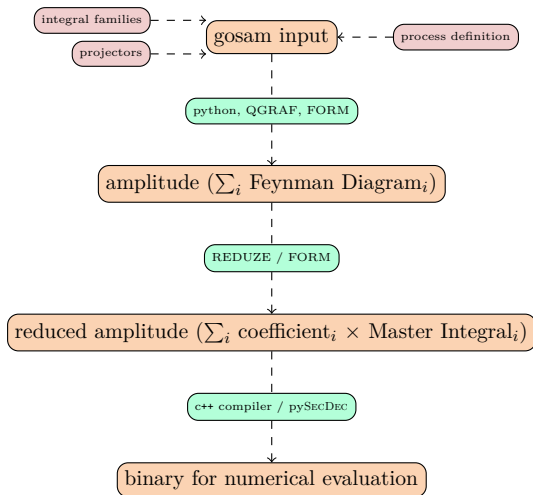 integral families
projectors
gosam input
process definition
python, QGRAF, FORM
amplitude (∑ᵢ Feynman Diagramᵢ)
REDUZE / FORM
reduced amplitude (∑ᵢ coefficientᵢ × Master Integralᵢ)
c++ compiler / pySecDec
binary for numerical evaluation